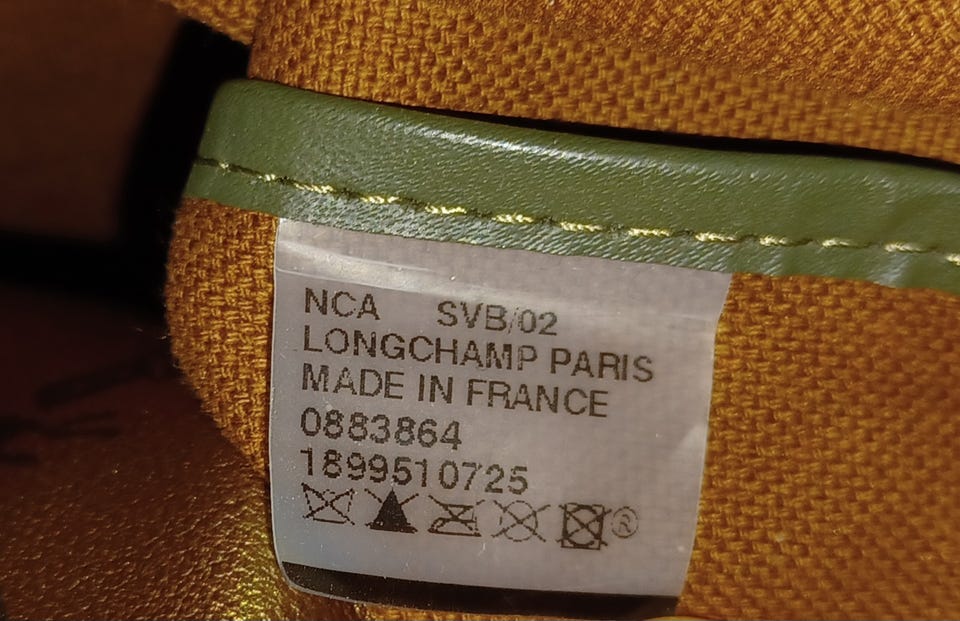 NCA SVB/02
LONGCHAMP PARIS
MADE IN FRANCE
0883864
1899510725
®